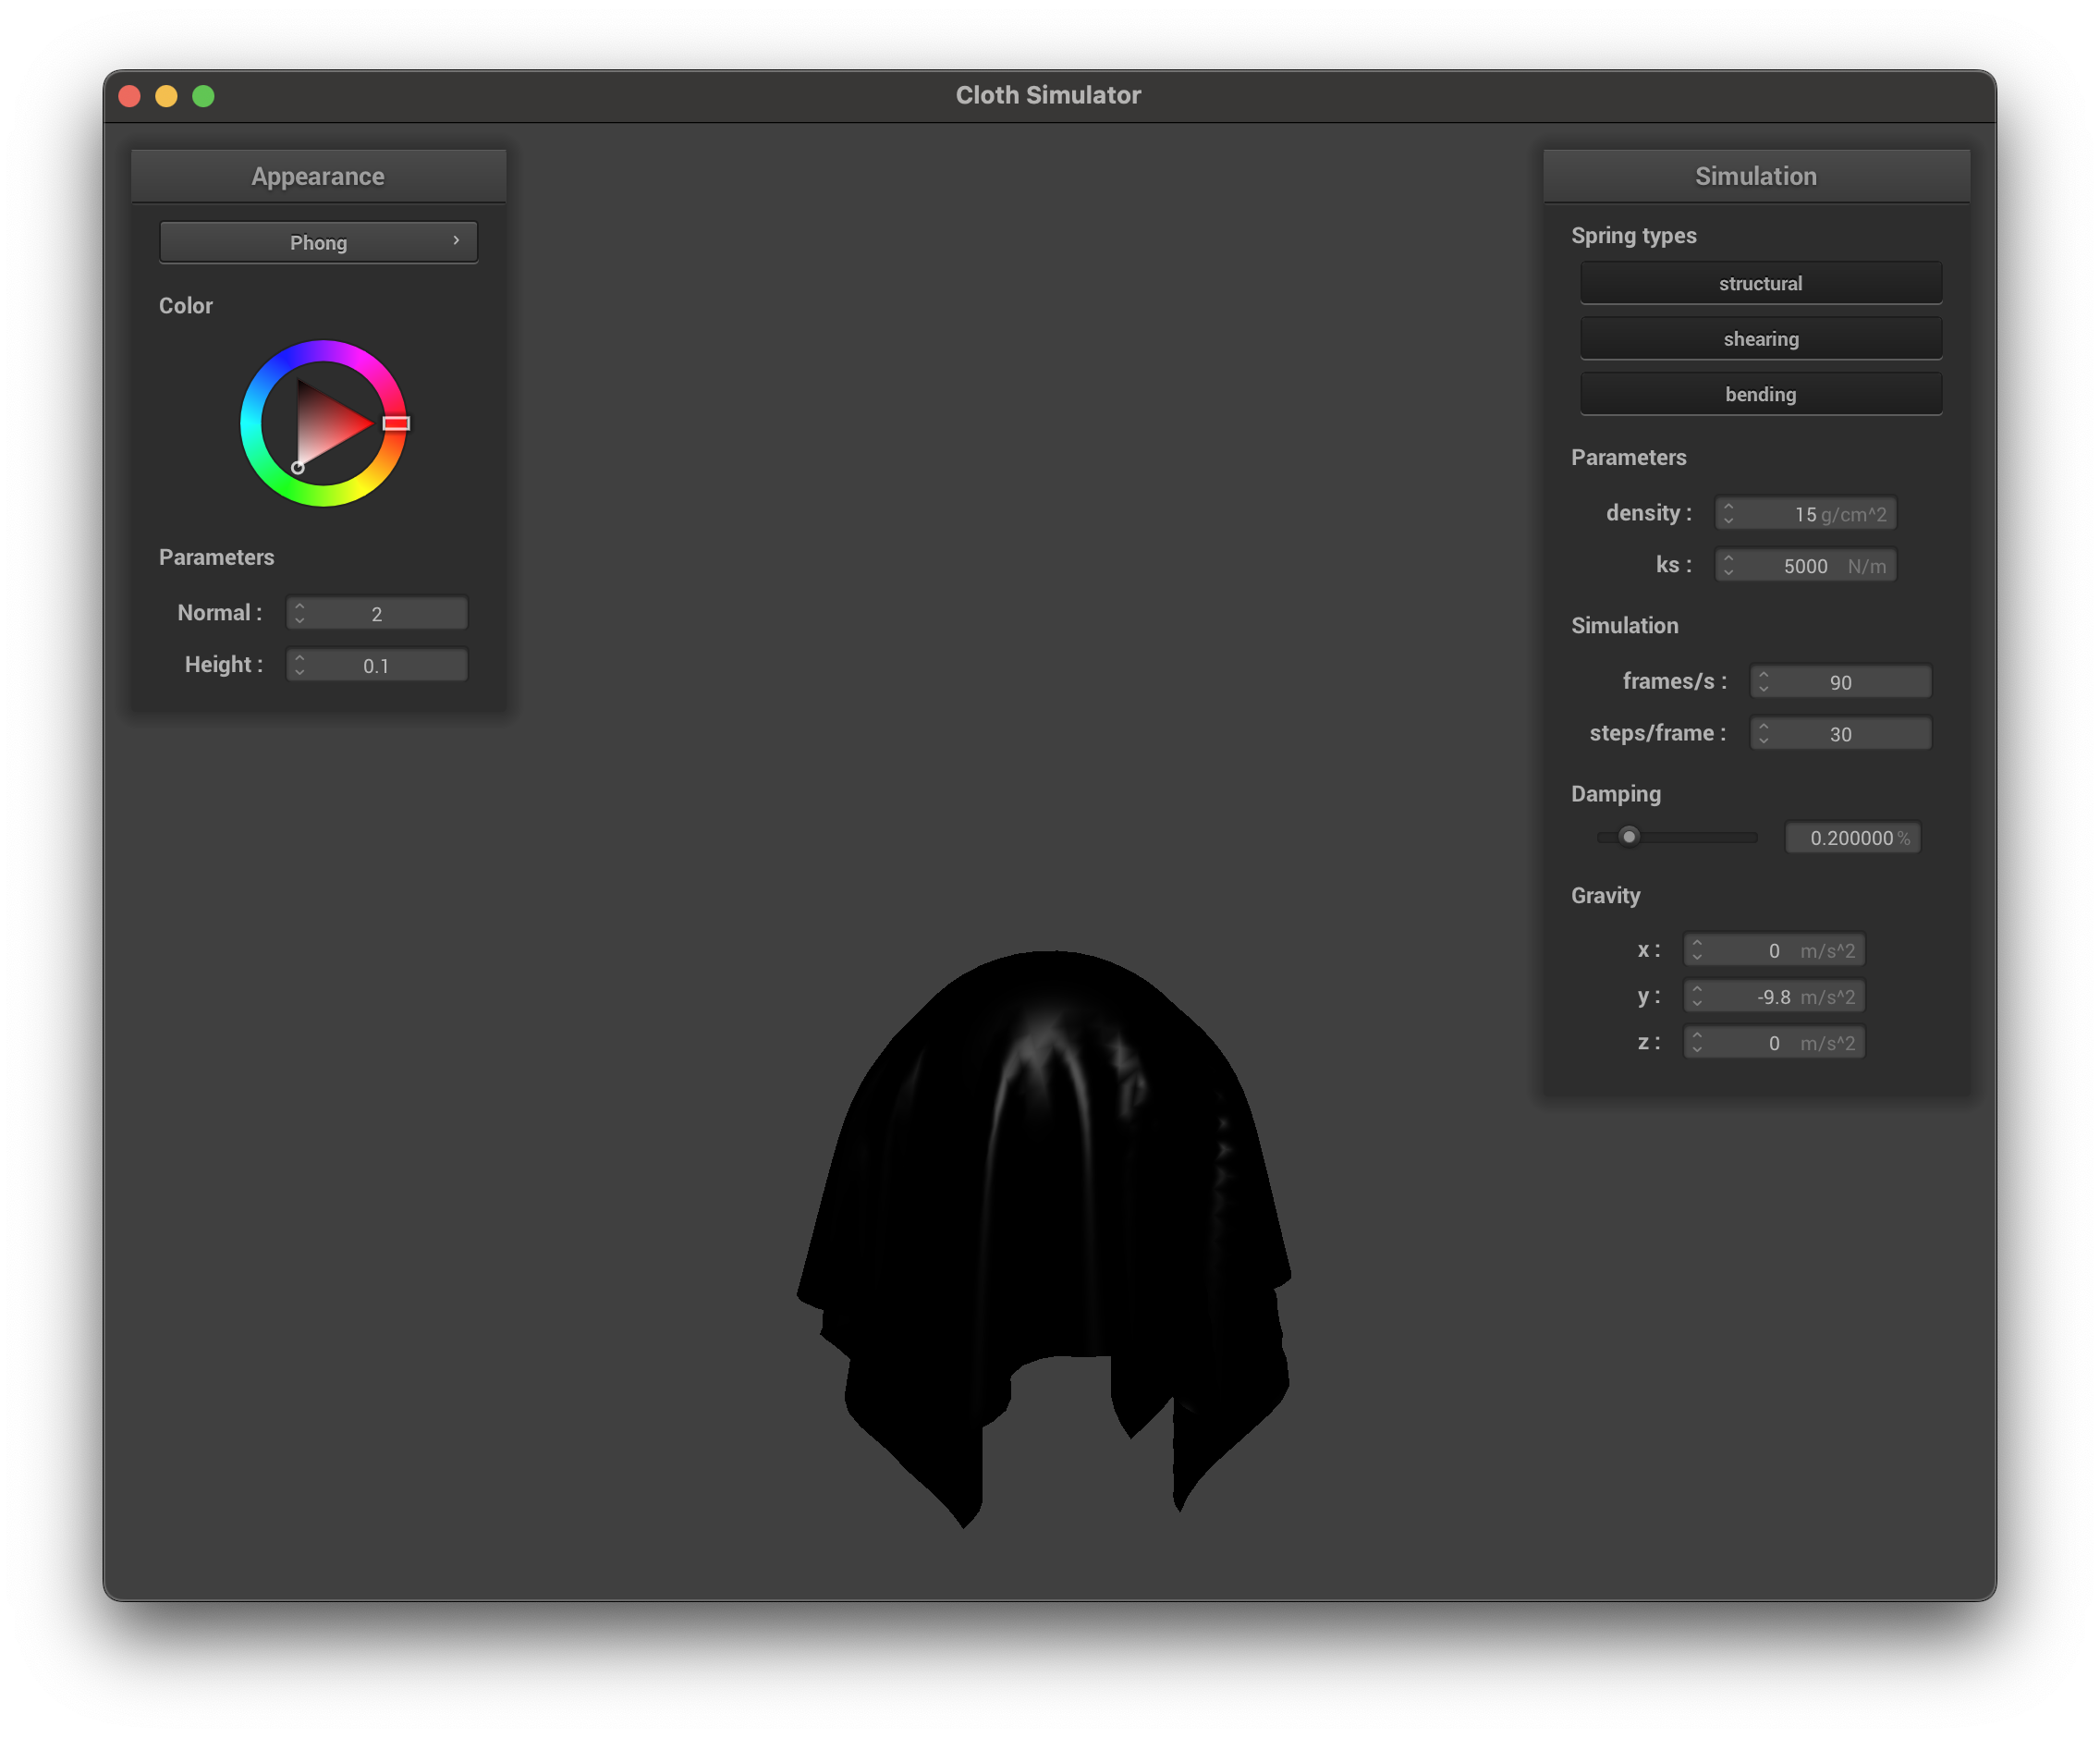 Cloth Simulator
Appearance
Phong
Color
Parameters
Normal : 2
Height : 0.1
Simulation
Spring types
structural
shearing
bending
Parameters
density : 15 g/cm^2
ks : 5000 N/m
Simulation
frames/s : 90
steps/frame : 30
Damping
0.200000 %
Gravity
x : 0 m/s^2
y : -9.8 m/s^2
z : 0 m/s^2